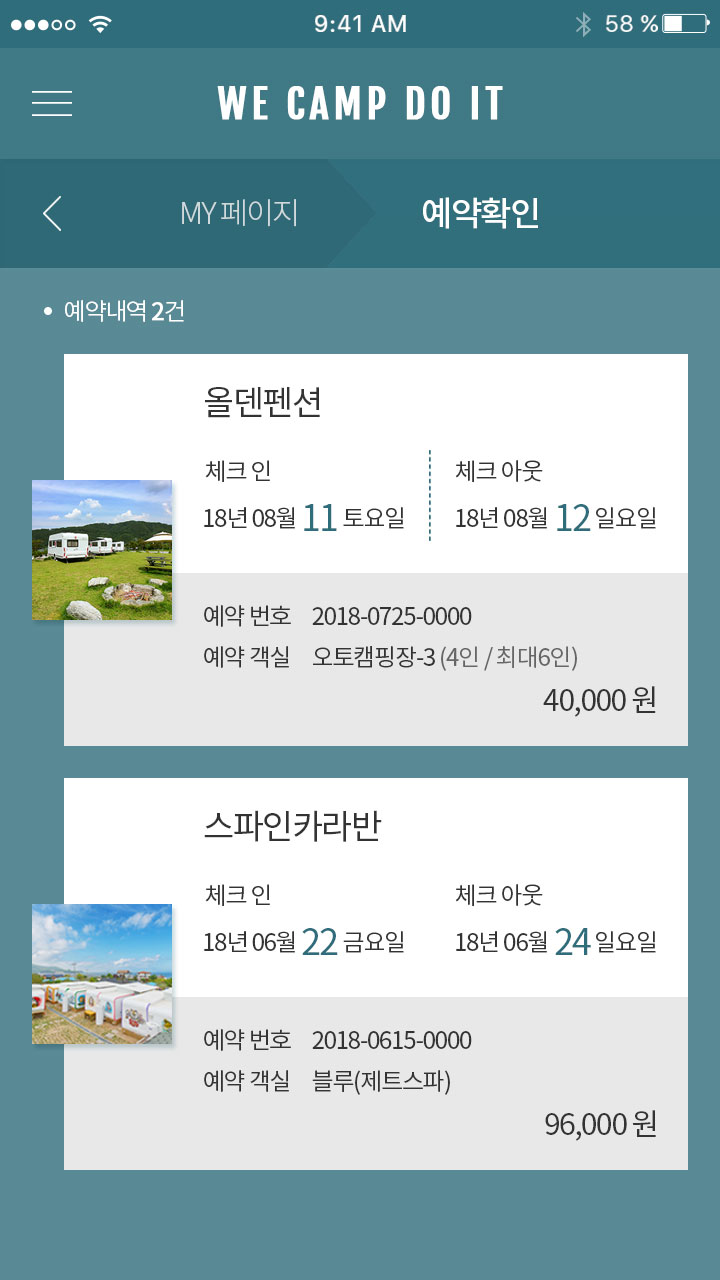 9:41 AM 58 %
WE CAMP DO IT
MY 페이지 예약확인
• 예약내역 2건
올덴펜션
체크 인 체크 아웃
18년 08월 11 토요일 18년 08월 12 일요일
예약 번호 2018-0725-0000
예약 객실 오토캠핑장-3 (4인 / 최대6인)
40,000 원
스파인카라반
체크 인 체크 아웃
18년 06월 22 금요일 18년 06월 24 일요일
예약 번호 2018-0615-0000
예약 객실 블루(제트스파)
96,000 원